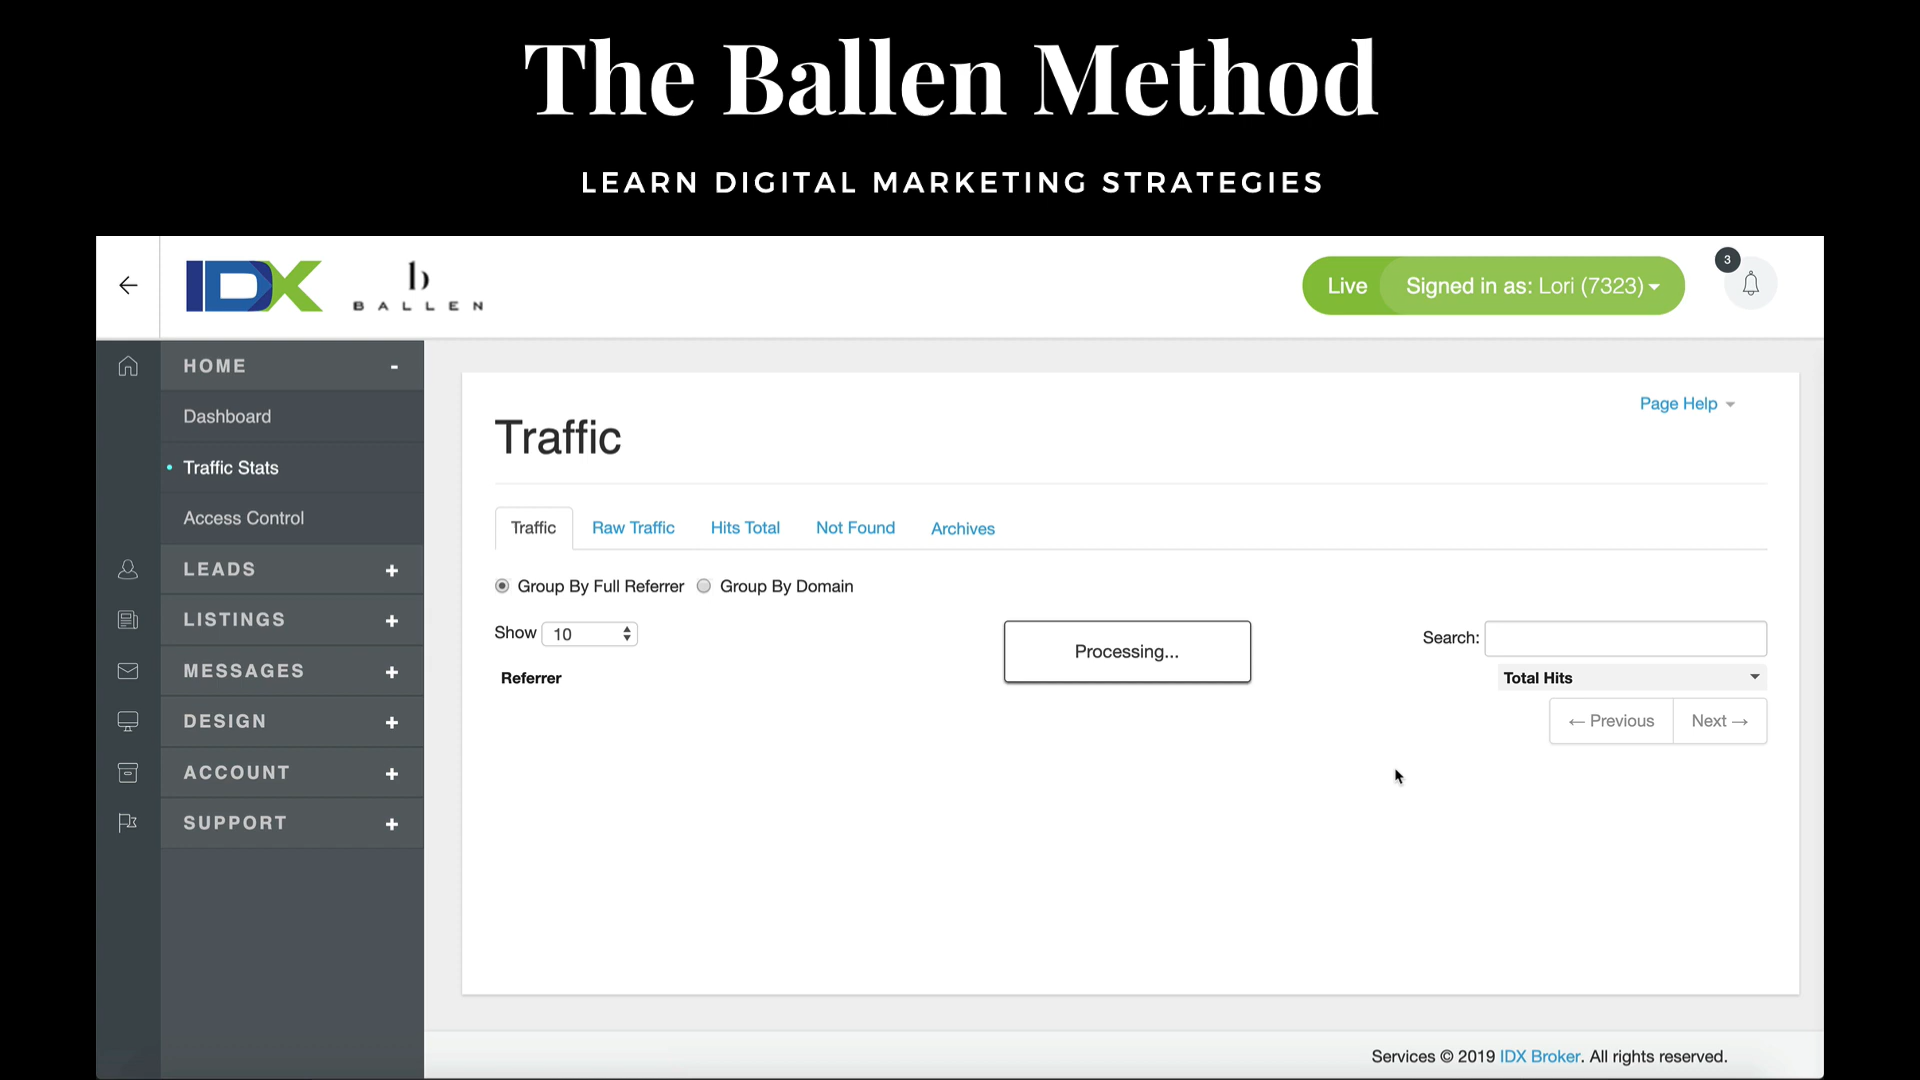 The Ballen Method
LEARN DIGITAL MARKETING STRATEGIES
IDX
b
BALLEN
Live
Signed in as: Lori (7323)
3
HOME -
Dashboard
Traffic Stats
Access Control
LEADS +
LISTINGS +
MESSAGES +
DESIGN +
ACCOUNT +
SUPPORT +
Page Help
Traffic
Traffic Raw Traffic Hits Total Not Found Archives
Group By Full Referrer Group By Domain
Show 10
Processing...
Search:
Referrer
Total Hits
← Previous Next →
Services © 2019 IDX Broker. All rights reserved.